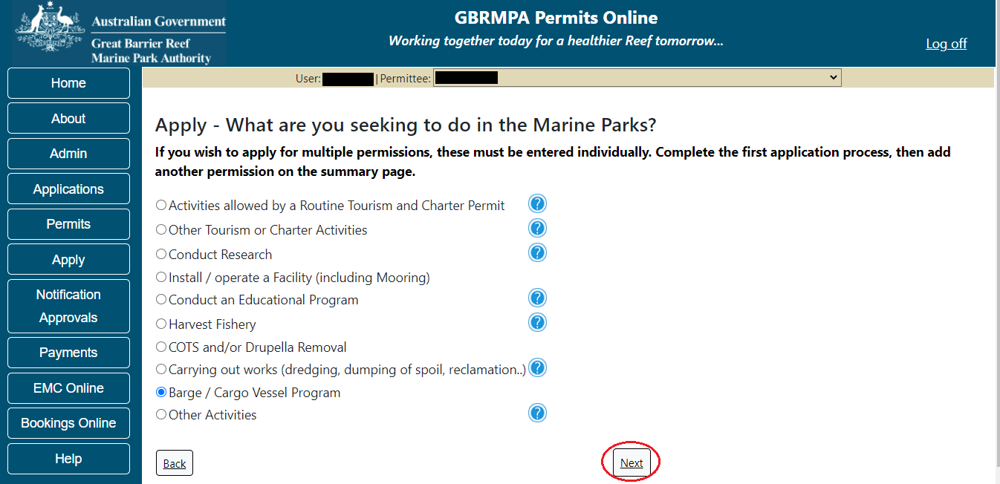 Australian Government
Great Barrier Reef
Marine Park Authority
GBRMPA Permits Online
Working together today for a healthier Reef tomorrow...
Log off
Home
About
Admin
Applications
Permits
Apply
Notification
Approvals
Payments
EMC Online
Bookings Online
Help
User: | Permittee:
Apply - What are you seeking to do in the Marine Parks?
If you wish to apply for multiple permissions, these must be entered individually. Complete the first application process, then add
another permission on the summary page.
Activities allowed by a Routine Tourism and Charter Permit ?
Other Tourism or Charter Activities ?
Conduct Research ?
Install / operate a Facility (including Mooring)
Conduct an Educational Program ?
Harvest Fishery ?
COTS and/or Drupella Removal
Carrying out works (dredging, dumping of spoil, reclamation..) ?
Barge / Cargo Vessel Program
Other Activities ?
Back Next